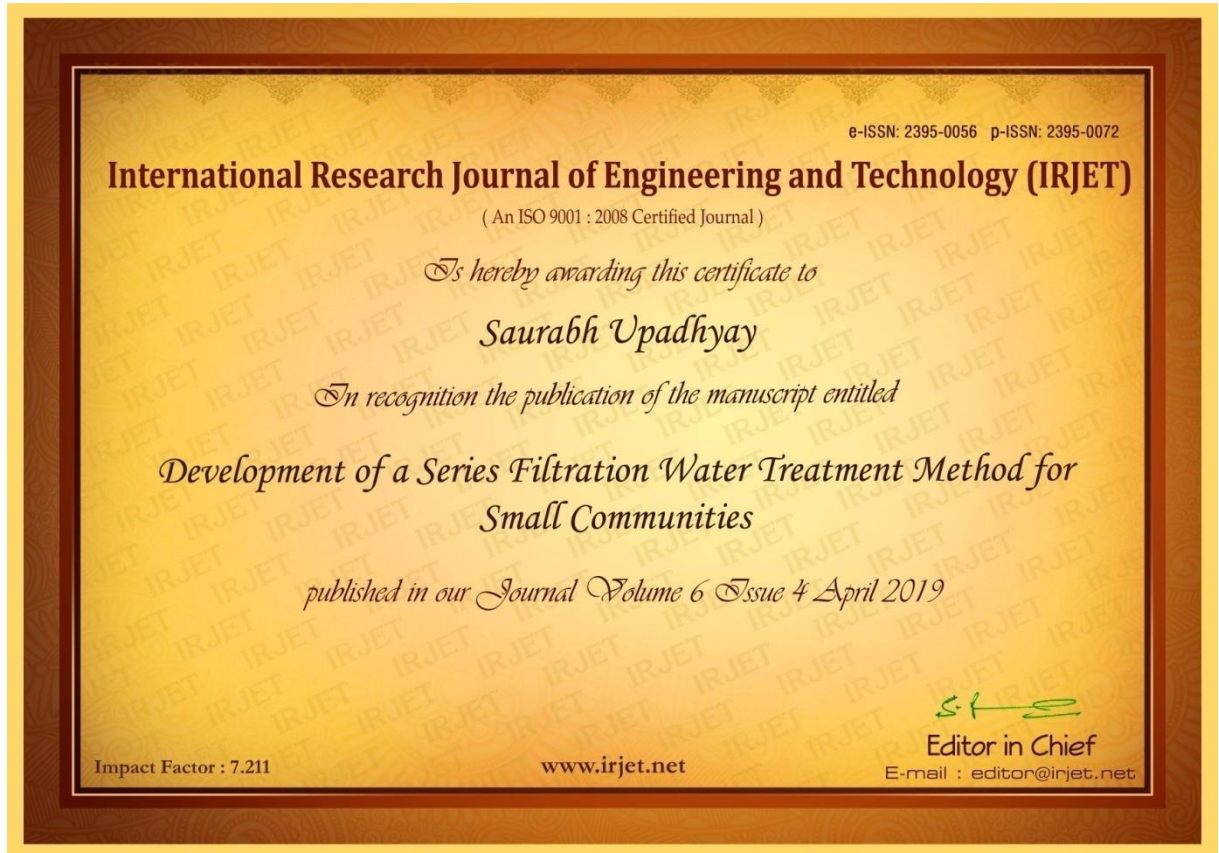 e-ISSN: 2395-0056 p-ISSN: 2395-0072
International Research Journal of Engineering and Technology (IRJET)
( An ISO 9001 : 2008 Certified Journal )
Is hereby awarding this certificate to
Saurabh Upadhyay
In recognition the publication of the manuscript entitled
Development of a Series Filtration Water Treatment Method for
Small Communities
published in our Journal Volume 6 Issue 4 April 2019
Editor in Chief
Impact Factor : 7.211
www.irjet.net
E-mail : editor@irjet.net